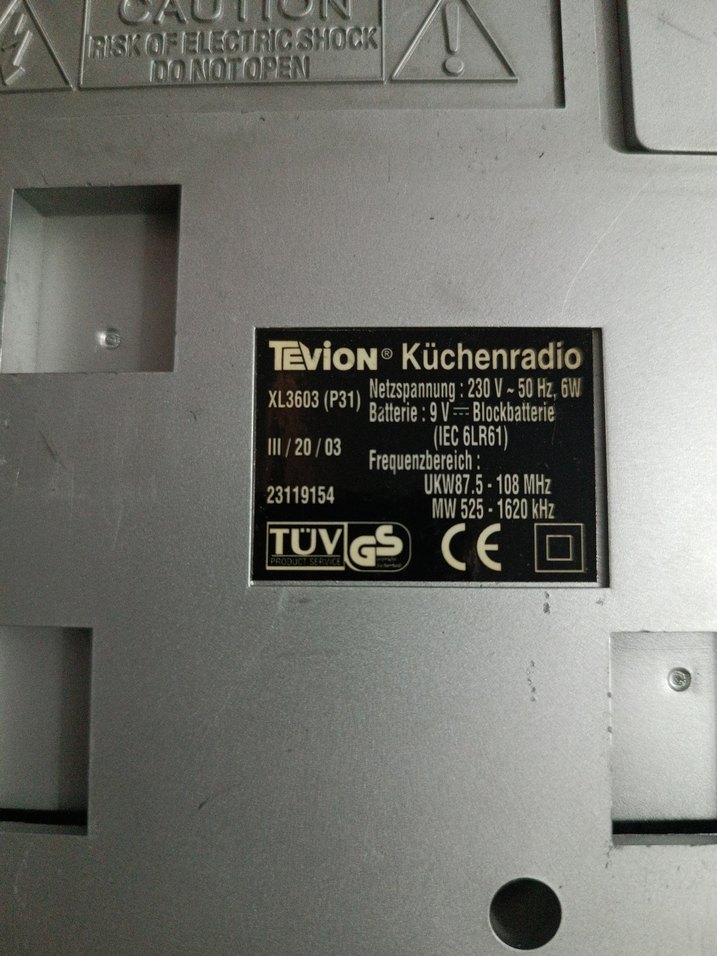 CAUTION
RISK OF ELECTRIC SHOCK
DO NOT OPEN
TEVION® Küchenradio
XL3603 (P31)
Netzspannung : 230 V ~ 50 Hz, 6W
Batterie : 9 V ⎓ Blockbatterie
(IEC 6LR61)
III / 20 / 03
Frequenzbereich :
UKW87.5 - 108 MHz
23119154
MW 525 - 1620 kHz
TÜV
PRODUCT SERVICE
GS
CE